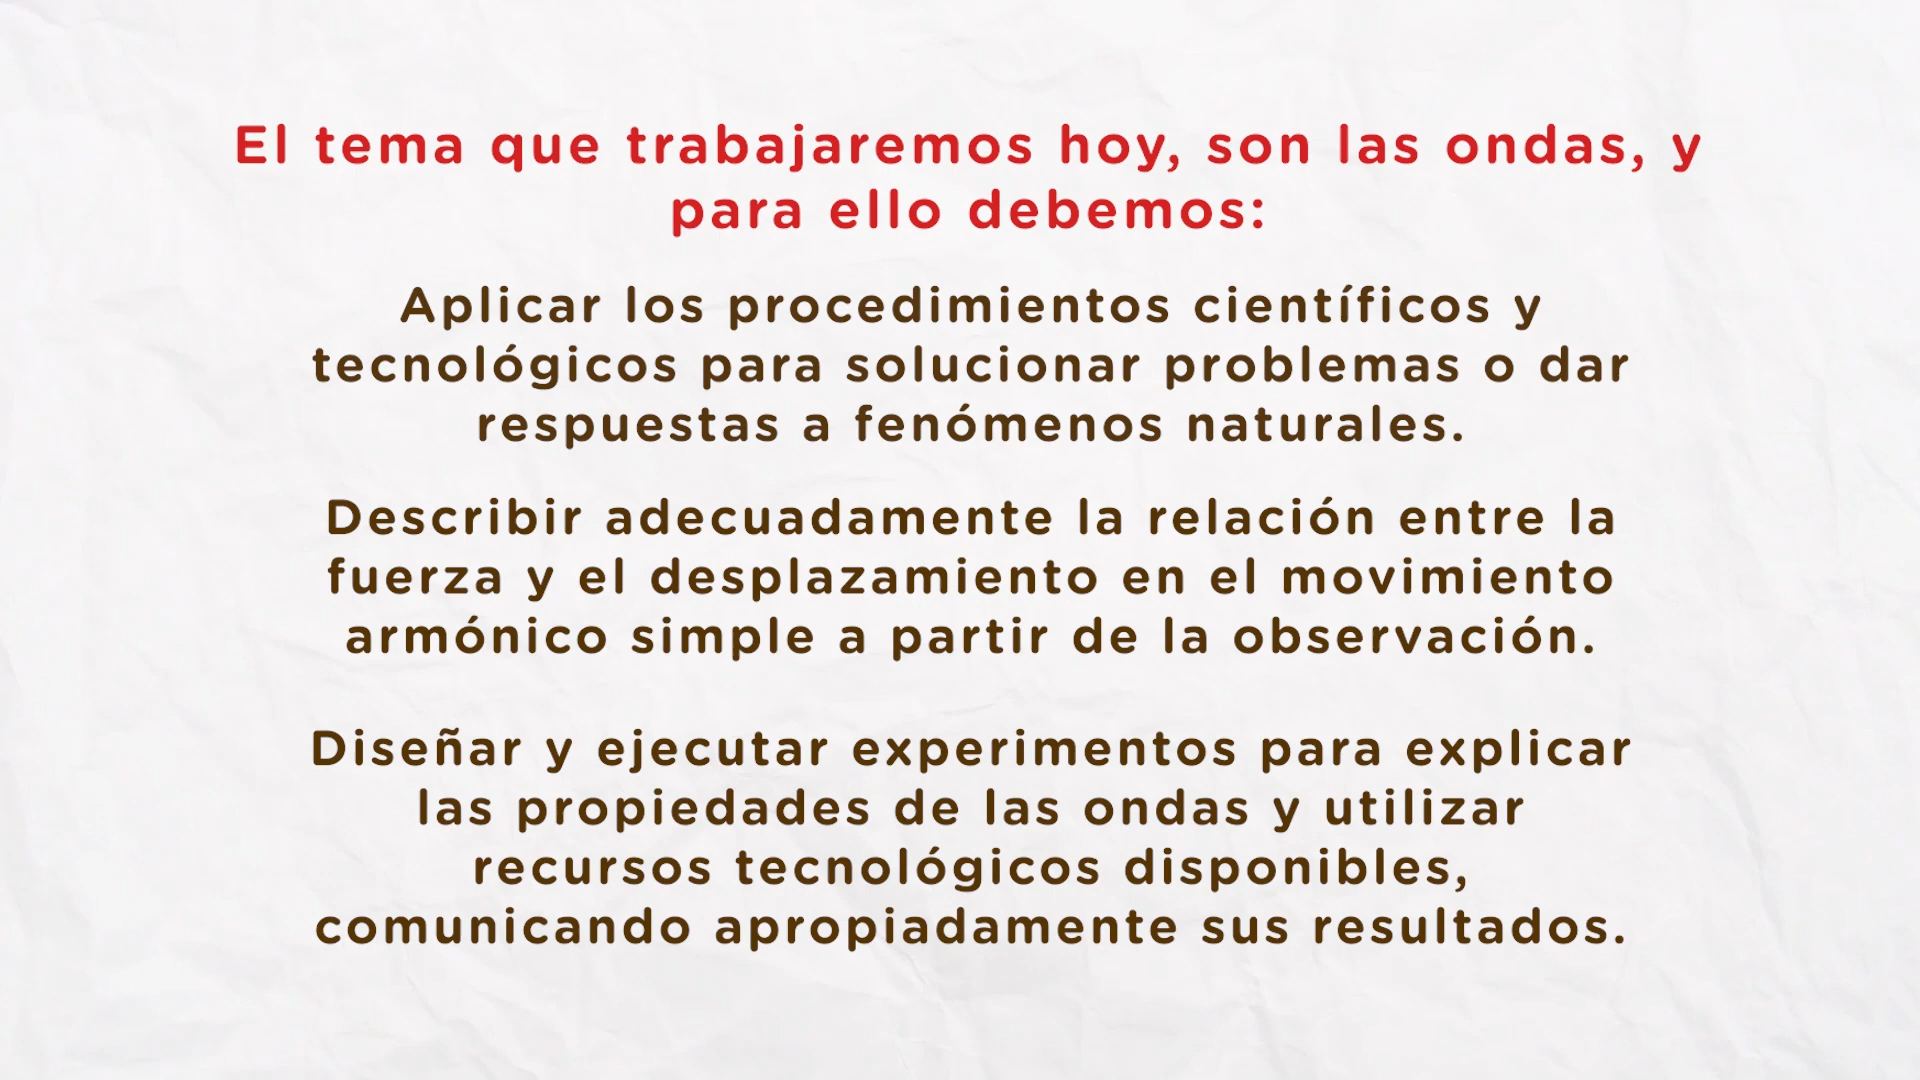 El tema que trabajaremos hoy, son las ondas, y
para ello debemos:
Aplicar los procedimientos científicos y
tecnológicos para solucionar problemas o dar
respuestas a fenómenos naturales.
Describir adecuadamente la relación entre la
fuerza y el desplazamiento en el movimiento
armónico simple a partir de la observación.
Diseñar y ejecutar experimentos para explicar
las propiedades de las ondas y utilizar
recursos tecnológicos disponibles,
comunicando apropiadamente sus resultados.